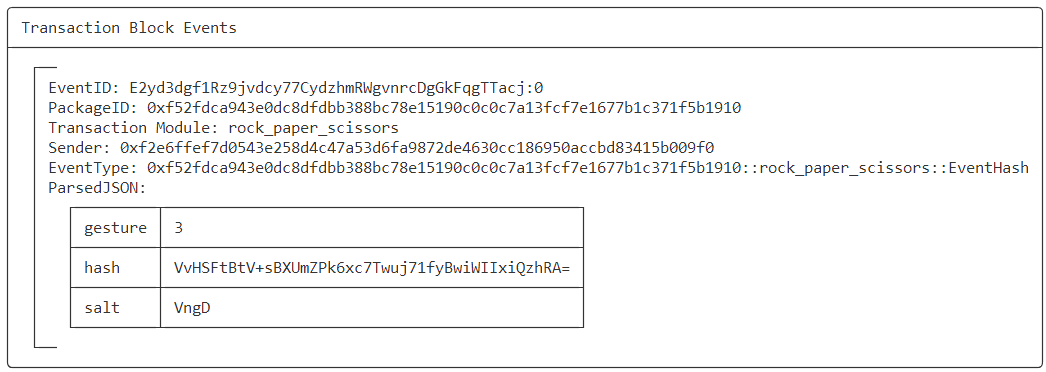 Transaction Block Events
EventID: E2yd3dgf1Rz9jvdcy77CydzhmRWgvnrcDgGkFqgTTacj:0
PackageID: 0xf52fdca943e0dc8dfdbb388bc78e15190c0c0c7a13fcf7e1677b1c371f5b1910
Transaction Module: rock_paper_scissors
Sender: 0xf2e6ffef7d0543e258d4c47a53d6fa9872de4630cc186950accbd83415b009f0
EventType: 0xf52fdca943e0dc8dfdbb388bc78e15190c0c0c7a13fcf7e1677b1c371f5b1910::rock_paper_scissors::EventHash
ParsedJSON:
gesture 3
hash VvHSFtBtV+sBXUmZPk6xc7Twuj71fyBwiWIIxiQzhRA=
salt VngD